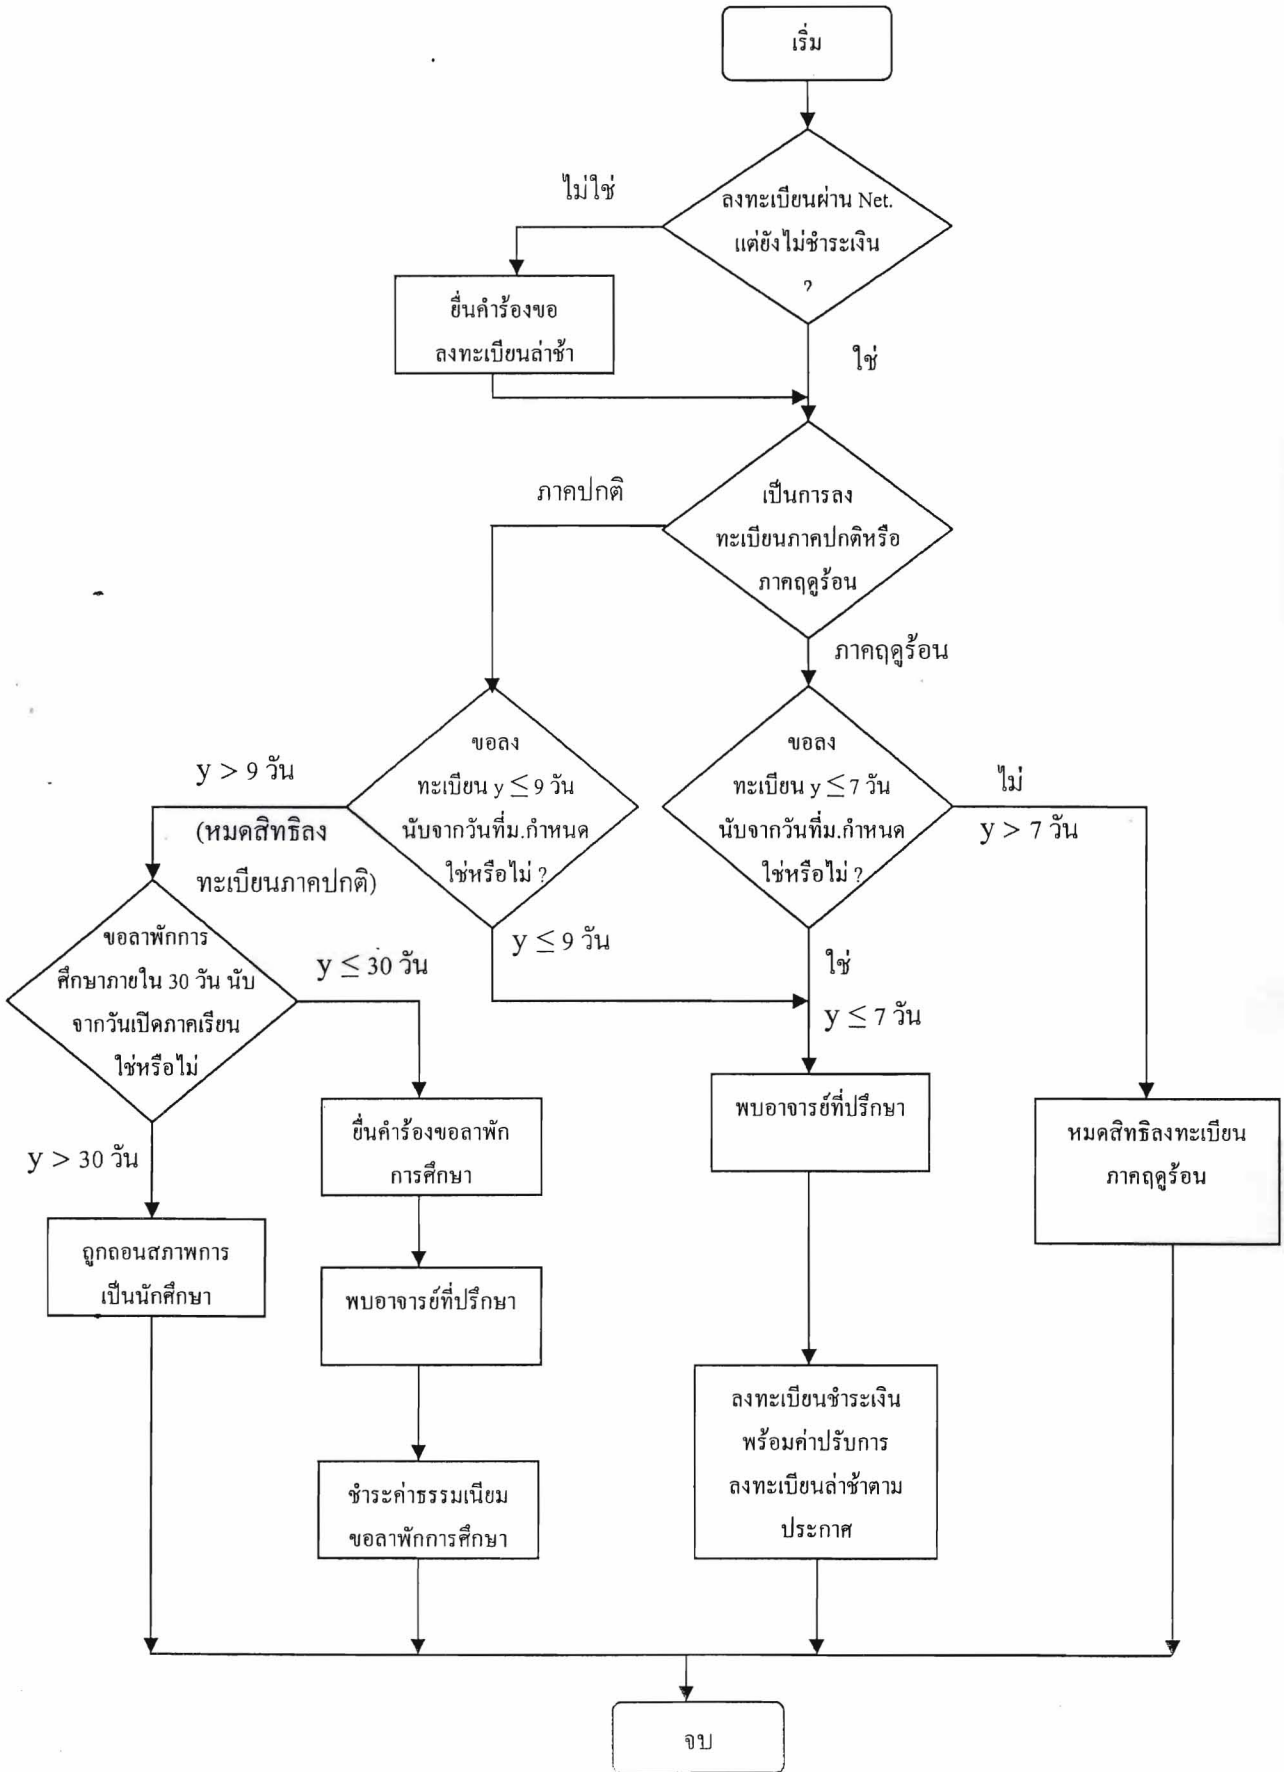 เริ่ม
ไม่ใช่
ลงทะเบียนผ่าน Net.
แต่ยังไม่ชำระเงิน
?
ยื่นคำร้องขอ
ลงทะเบียนล่าช้า
ใช่
ภาคปกติ
เป็นการลง
ทะเบียนภาคปกติหรือ
ภาคฤดูร้อน
ภาคฤดูร้อน
y > 9 วัน
(หมดสิทธิลง
ทะเบียนภาคปกติ)
ขอลง
ทะเบียน y ≤ 9 วัน
นับจากวันที่ม.กำหนด
ใช่หรือไม่ ?
ขอลง
ทะเบียน y ≤ 7 วัน
นับจากวันที่ม.กำหนด
ใช่หรือไม่ ?
ไม่
y > 7 วัน
ขอลาพักการ
ศึกษาภายใน 30 วัน นับ
จากวันเปิดภาคเรียน
ใช่หรือไม่
y ≤ 30 วัน
y ≤ 9 วัน
ใช่
y ≤ 7 วัน
y > 30 วัน
ยื่นคำร้องขอลาพัก
การศึกษา
พบอาจารย์ที่ปรึกษา
หมดสิทธิลงทะเบียน
ภาคฤดูร้อน
ถูกถอนสภาพการ
เป็นนักศึกษา
พบอาจารย์ที่ปรึกษา
ลงทะเบียนชำระเงิน
พร้อมค่าปรับการ
ลงทะเบียนล่าช้าตาม
ประกาศ
ชำระค่าธรรมเนียม
ขอลาพักการศึกษา
จบ